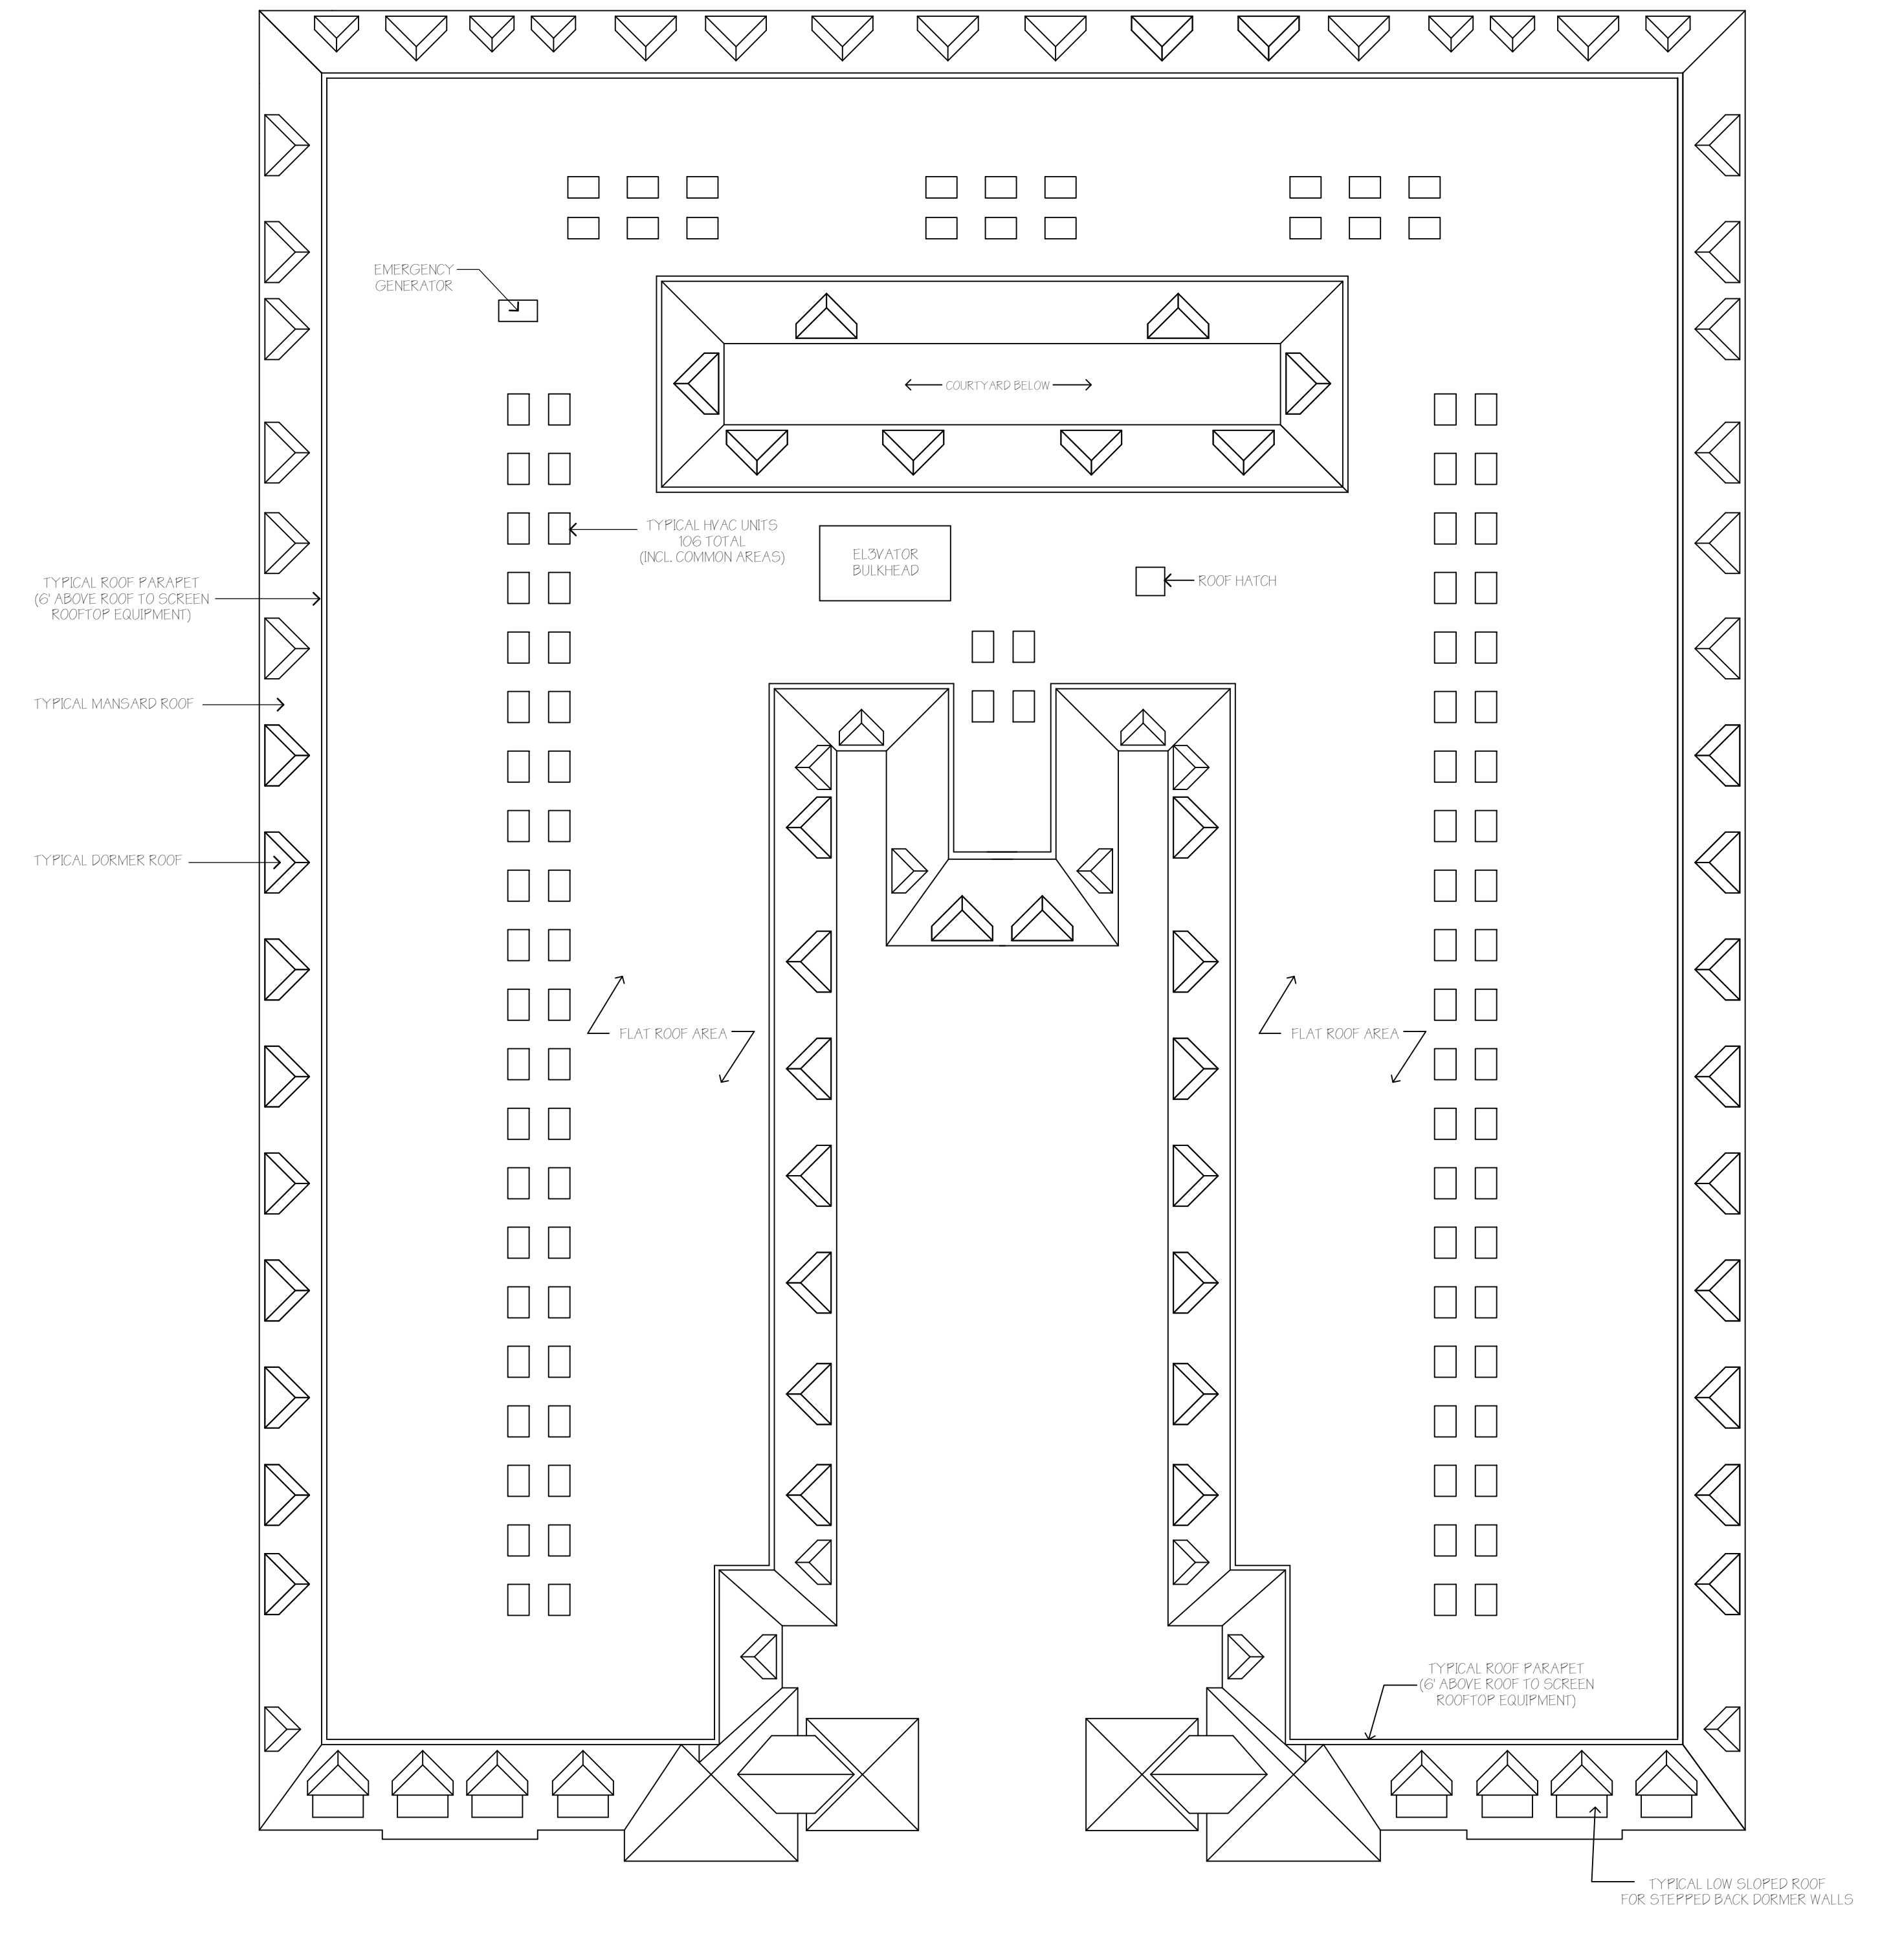 EMERGENCY
GENERATOR
COURTYARD BELOW
TYPICAL HVAC UNITS
106 TOTAL
(INCL. COMMON AREAS)
EL3VATOR
BULKHEAD
ROOF HATCH
TYPICAL ROOF PARAPET
(6' ABOVE ROOF TO SCREEN
ROOFTOP EQUIPMENT)
TYPICAL MANSARD ROOF
TYPICAL DORMER ROOF
FLAT ROOF AREA
FLAT ROOF AREA
TYPICAL ROOF PARAPET
(6' ABOVE ROOF TO SCREEN
ROOFTOP EQUIPMENT)
TYPICAL LOW SLOPED ROOF
FOR STEPPED BACK DORMER WALLS